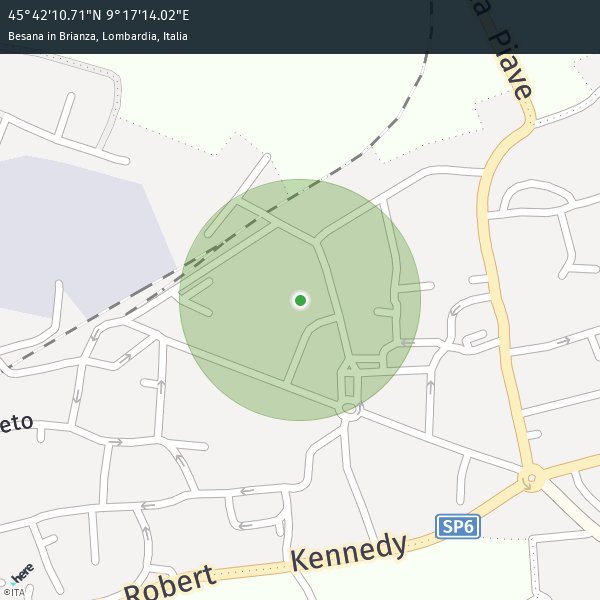 45°42'10.71"N 9°17'14.02"E
Besana in Brianza, Lombardia, Italia
Piave
SP6
Robert Kennedy
here
©ITA